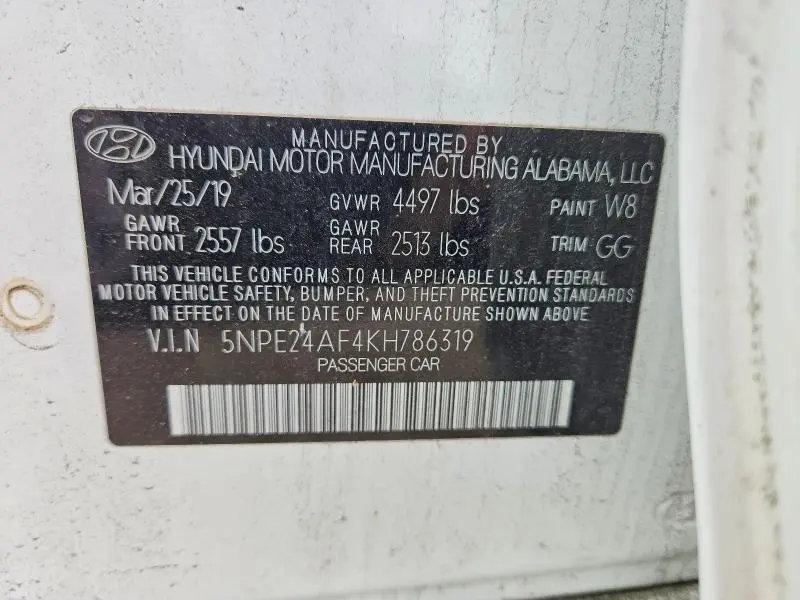 MANUFACTURED BY
HYUNDAI MOTOR MANUFACTURING ALABAMA, LLC
Mar/25/19 GVWR 4497 lbs PAINT W8
GAWR FRONT 2557 lbs GAWR REAR 2513 lbs TRIM GG
THIS VEHICLE CONFORMS TO ALL APPLICABLE U.S.A. FEDERAL
MOTOR VEHICLE SAFETY, BUMPER, AND THEFT PREVENTION STANDARDS
IN EFFECT ON THE DATE OF MANUFACTURE SHOWN ABOVE.
V.I.N 5NPE24AF4KH786319
PASSENGER CAR